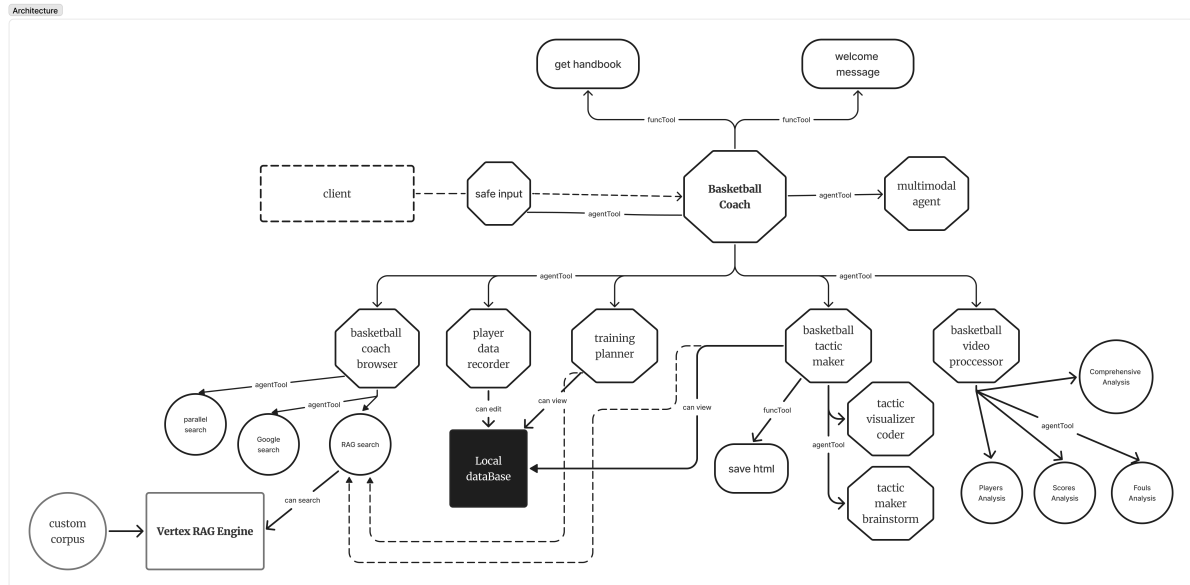 Architecture
get handbook
welcome
message
funcTool
funcTool
client
safe input
Basketball
Coach
agentTool
multimodal
agent
agentTool
agentTool
agentTool
basketball
coach
browser
player
data
recorder
training
planner
basketball
tactic
maker
basketball
video
proccessor
agentTool
agentTool
parallel
search
Google
search
RAG search
can edit
can view
can view
Local
dataBase
funcTool
save html
agentTool
tactic
visualizer
coder
tactic
maker
brainstorm
Comprehensive
Analysis
agentTool
Players
Analysis
Scores
Analysis
Fouls
Analysis
can search
custom
corpus
Vertex RAG Engine